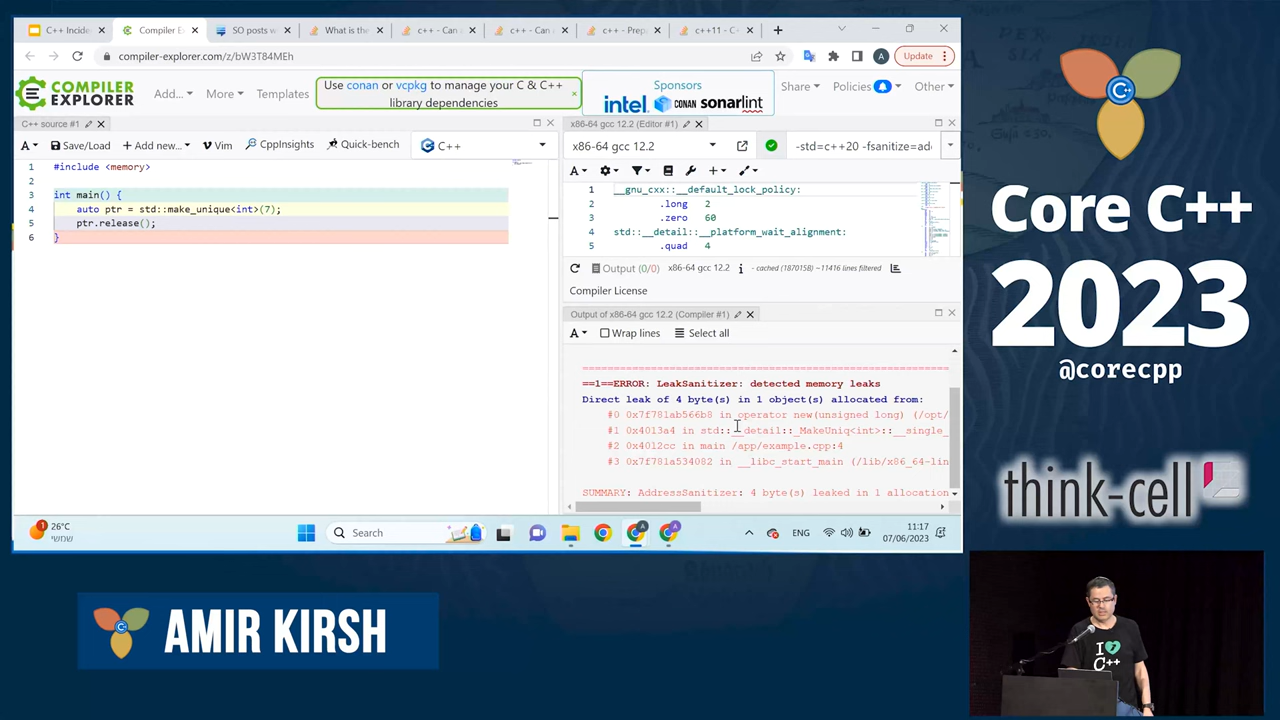 C++ Incide
Compiler E
SO posts w
What is the
c++ - Can
c++ - Can
c++ - Prep
c++11 - C
compiler-explorer.com/z/bW3T84MEh
A
Update
COMPILER
EXPLORER
Add...
More
Templates
Use conan or vcpkg to manage your C & C++
library dependencies
Sponsors
intel. CONAN sonarlint
Share
Policies
Other
C++ source #1
A
Save/Load
Add new...
Vim
CppInsights
Quick-bench
C++
1 #include <memory>
2
3 int main() {
4 auto ptr = std::make_unique<int>(7);
5 ptr.release();
6 }
x86-64 gcc 12.2 (Editor #1)
x86-64 gcc 12.2
-std=c++20 -fsanitize=add
A
1 __gnu_cxx::__default_lock_policy:
2 .long 2
3 .zero 60
4 std::__detail::__platform_wait_alignment:
5 .quad 4
Output (0/0) x86-64 gcc 12.2 i - cached (187015B) ~11416 lines filtered
Compiler License
Output of x86-64 gcc 12.2 (Compiler #1)
A Wrap lines Select all
==1==ERROR: LeakSanitizer: detected memory leaks
Direct leak of 4 byte(s) in 1 object(s) allocated from:
#0 0x7f781ab566b8 in operator new(unsigned long) (/opt/
#1 0x4013a4 in std::__detail::_MakeUniq<int>::__single_
#2 0x4012cc in main /app/example.cpp:4
#3 0x7f781a534082 in __libc_start_main (/lib/x86_64-lin
SUMMARY: AddressSanitizer: 4 byte(s) leaked in 1 allocation
26°C
שמשי
Search
ENG
11:17
07/06/2023
C++
Core C++
2023
@corecpp
think-cell
C++
AMIR KIRSH
I
C++